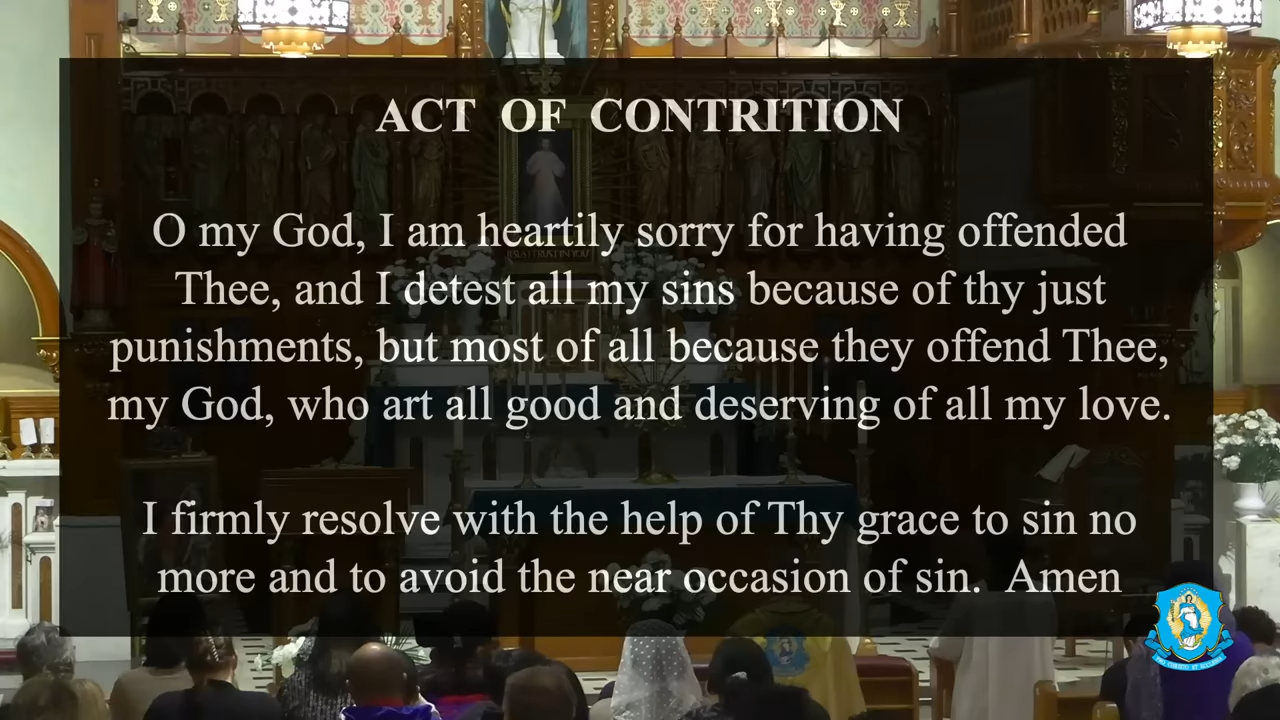 ACT OF CONTRITION
O my God, I am heartily sorry for having offended
Thee, and I detest all my sins because of thy just
punishments, but most of all because they offend Thee,
my God, who art all good and deserving of all my love.
I firmly resolve with the help of Thy grace to sin no
more and to avoid the near occasion of sin. Amen